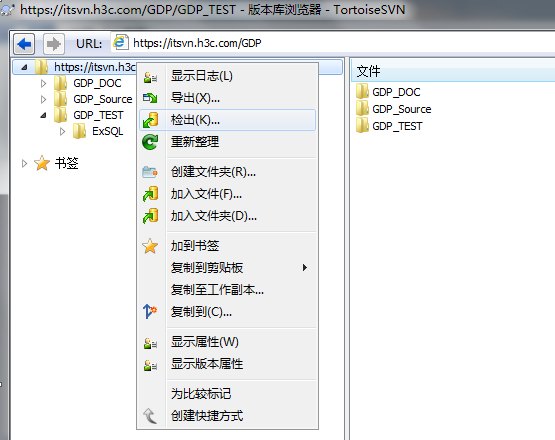 https://itsvn.h3c.com/GDP/GDP_TEST - 版本库浏览器 - TortoiseSVN
URL: https://itsvn.h3c.com/GDP
https://itsvn.h3c
GDP_DOC
GDP_Source
GDP_TEST
ExSQL
书签
显示日志(L)
导出(X)...
检出(K)...
重新整理
创建文件夹(R)...
加入文件(F)...
加入文件夹(D)...
加到书签
复制到剪贴板
复制至工作副本...
复制到(C)...
显示属性(W)
显示版本属性
为比较标记
创建快捷方式
文件
GDP_DOC
GDP_Source
GDP_TEST